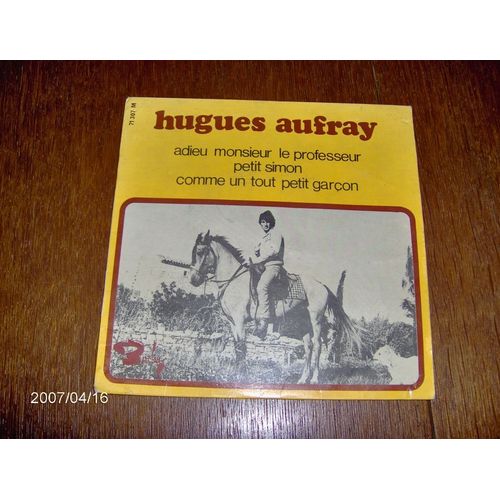 71 307 M
hugues aufray
adieu monsieur le professeur
petit simon
comme un tout petit garçon
2007/04/16